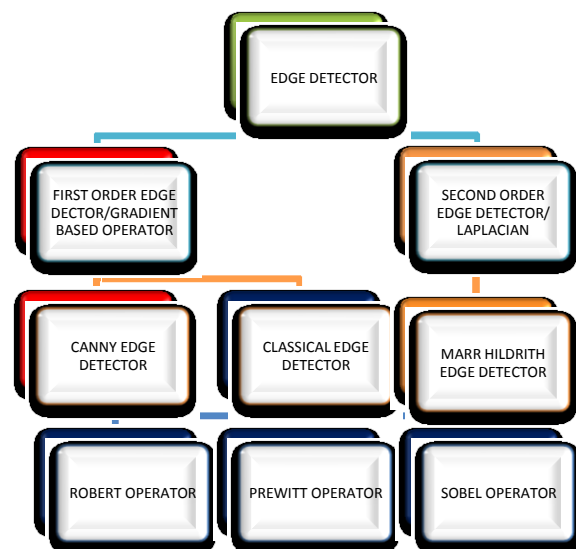 EDGE DETECTOR
FIRST ORDER EDGE
DECTOR/GRADIENT
BASED OPERATOR
SECOND ORDER
EDGE DETECTOR/
LAPLACIAN
CANNY EDGE
DETECTOR
CLASSICAL EDGE
DETECTOR
MARR HILDRITH
EDGE DETECTOR
ROBERT OPERATOR
PREWITT OPERATOR
SOBEL OPERATOR